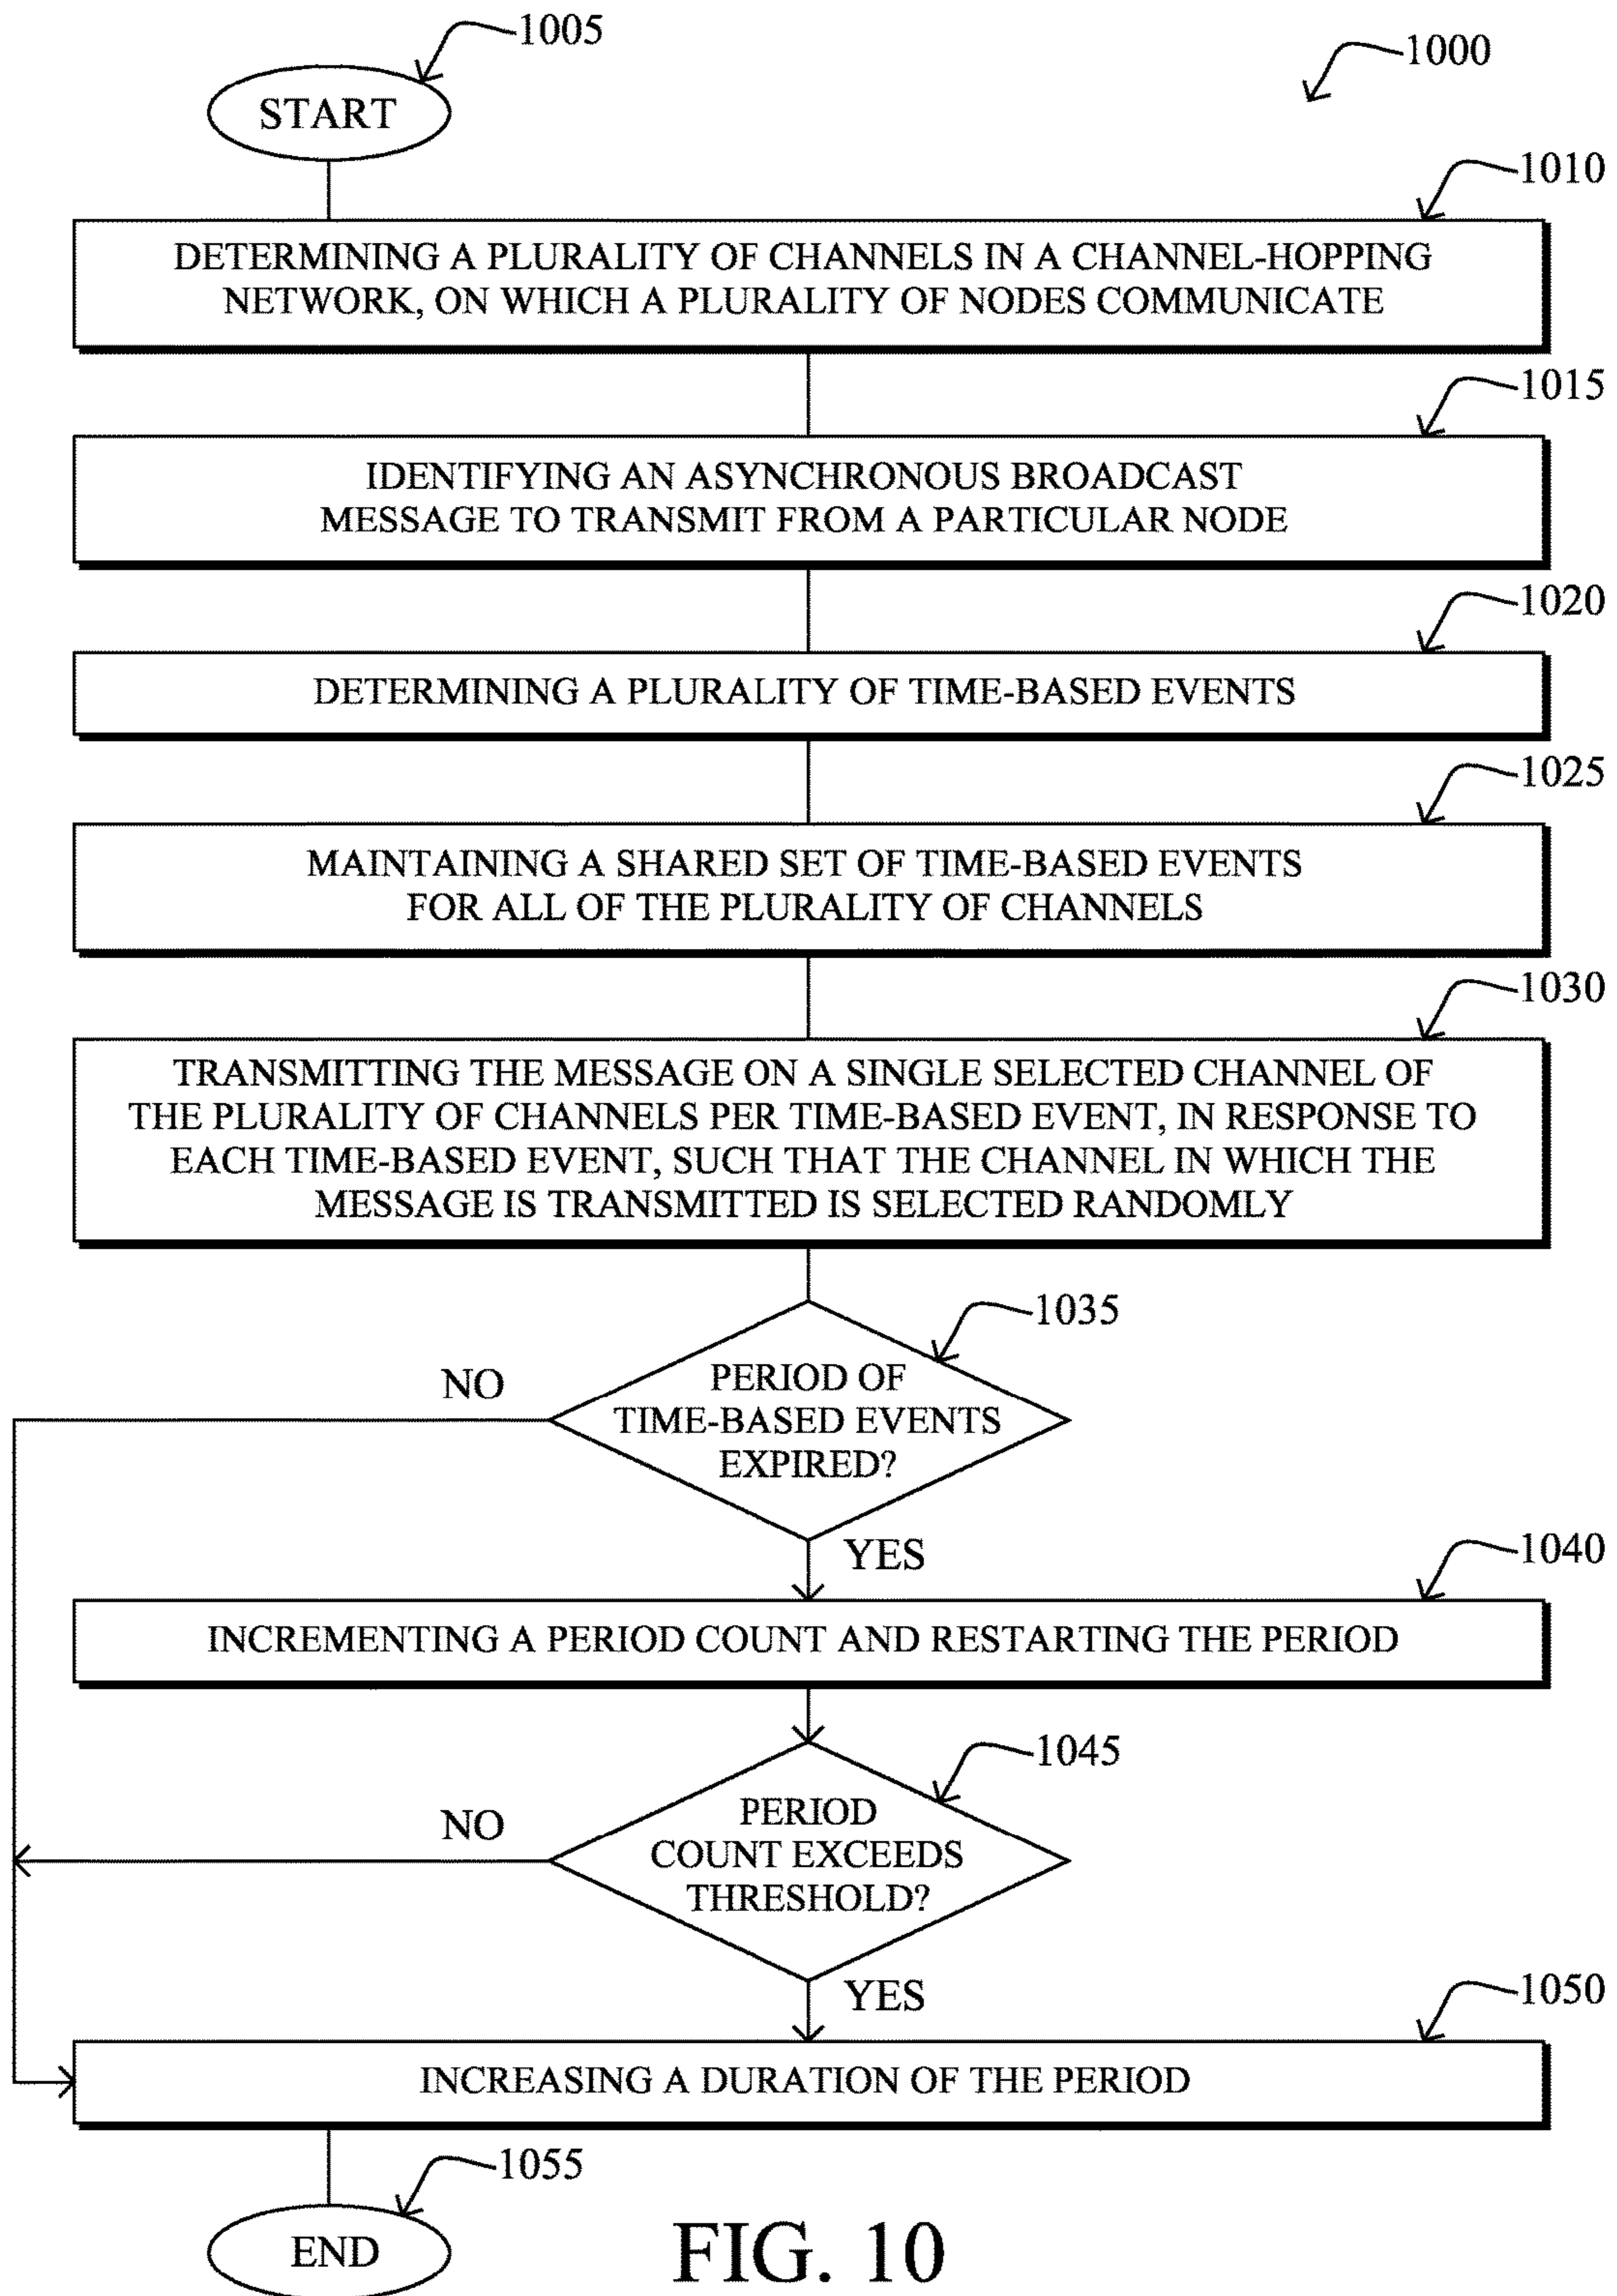 1005
START
1000
1010
DETERMINING A PLURALITY OF CHANNELS IN A CHANNEL-HOPPING
NETWORK, ON WHICH A PLURALITY OF NODES COMMUNICATE
1015
IDENTIFYING AN ASYNCHRONOUS BROADCAST
MESSAGE TO TRANSMIT FROM A PARTICULAR NODE
1020
DETERMINING A PLURALITY OF TIME-BASED EVENTS
1025
MAINTAINING A SHARED SET OF TIME-BASED EVENTS
FOR ALL OF THE PLURALITY OF CHANNELS
1030
TRANSMITTING THE MESSAGE ON A SINGLE SELECTED CHANNEL OF
THE PLURALITY OF CHANNELS PER TIME-BASED EVENT, IN RESPONSE TO
EACH TIME-BASED EVENT, SUCH THAT THE CHANNEL IN WHICH THE
MESSAGE IS TRANSMITTED IS SELECTED RANDOMLY
1035
NO
PERIOD OF
TIME-BASED EVENTS
EXPIRED?
YES
1040
INCREMENTING A PERIOD COUNT AND RESTARTING THE PERIOD
1045
NO
PERIOD
COUNT EXCEEDS
THRESHOLD?
YES
1050
INCREASING A DURATION OF THE PERIOD
1055
END
FIG. 10